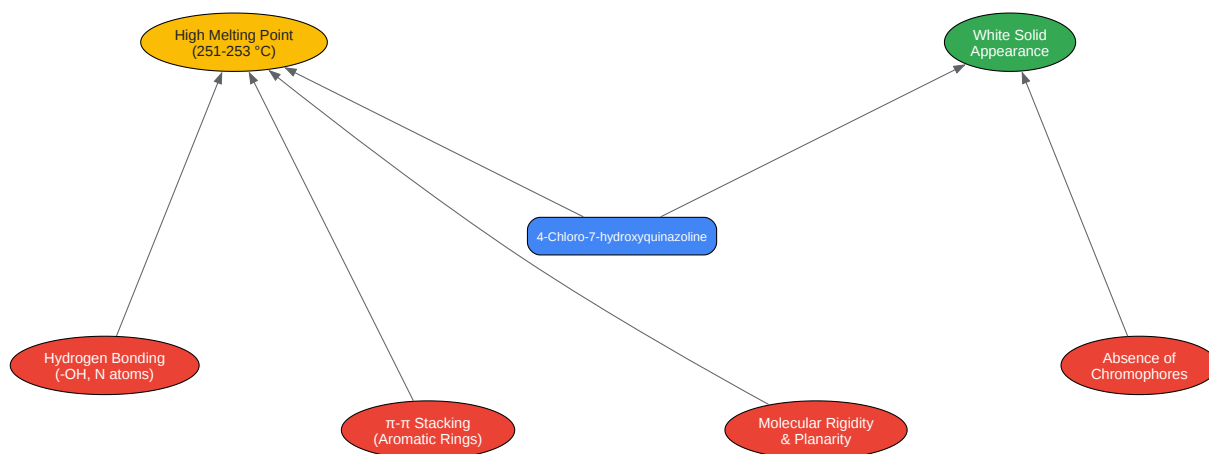 High Melting Point
(251-253 °C)
White Solid
Appearance
4-Chloro-7-hydroxyquinazoline
Hydrogen Bonding
(-OH, N atoms)
Absence of
Chromophores
π-π Stacking
(Aromatic Rings)
Molecular Rigidity
& Planarity